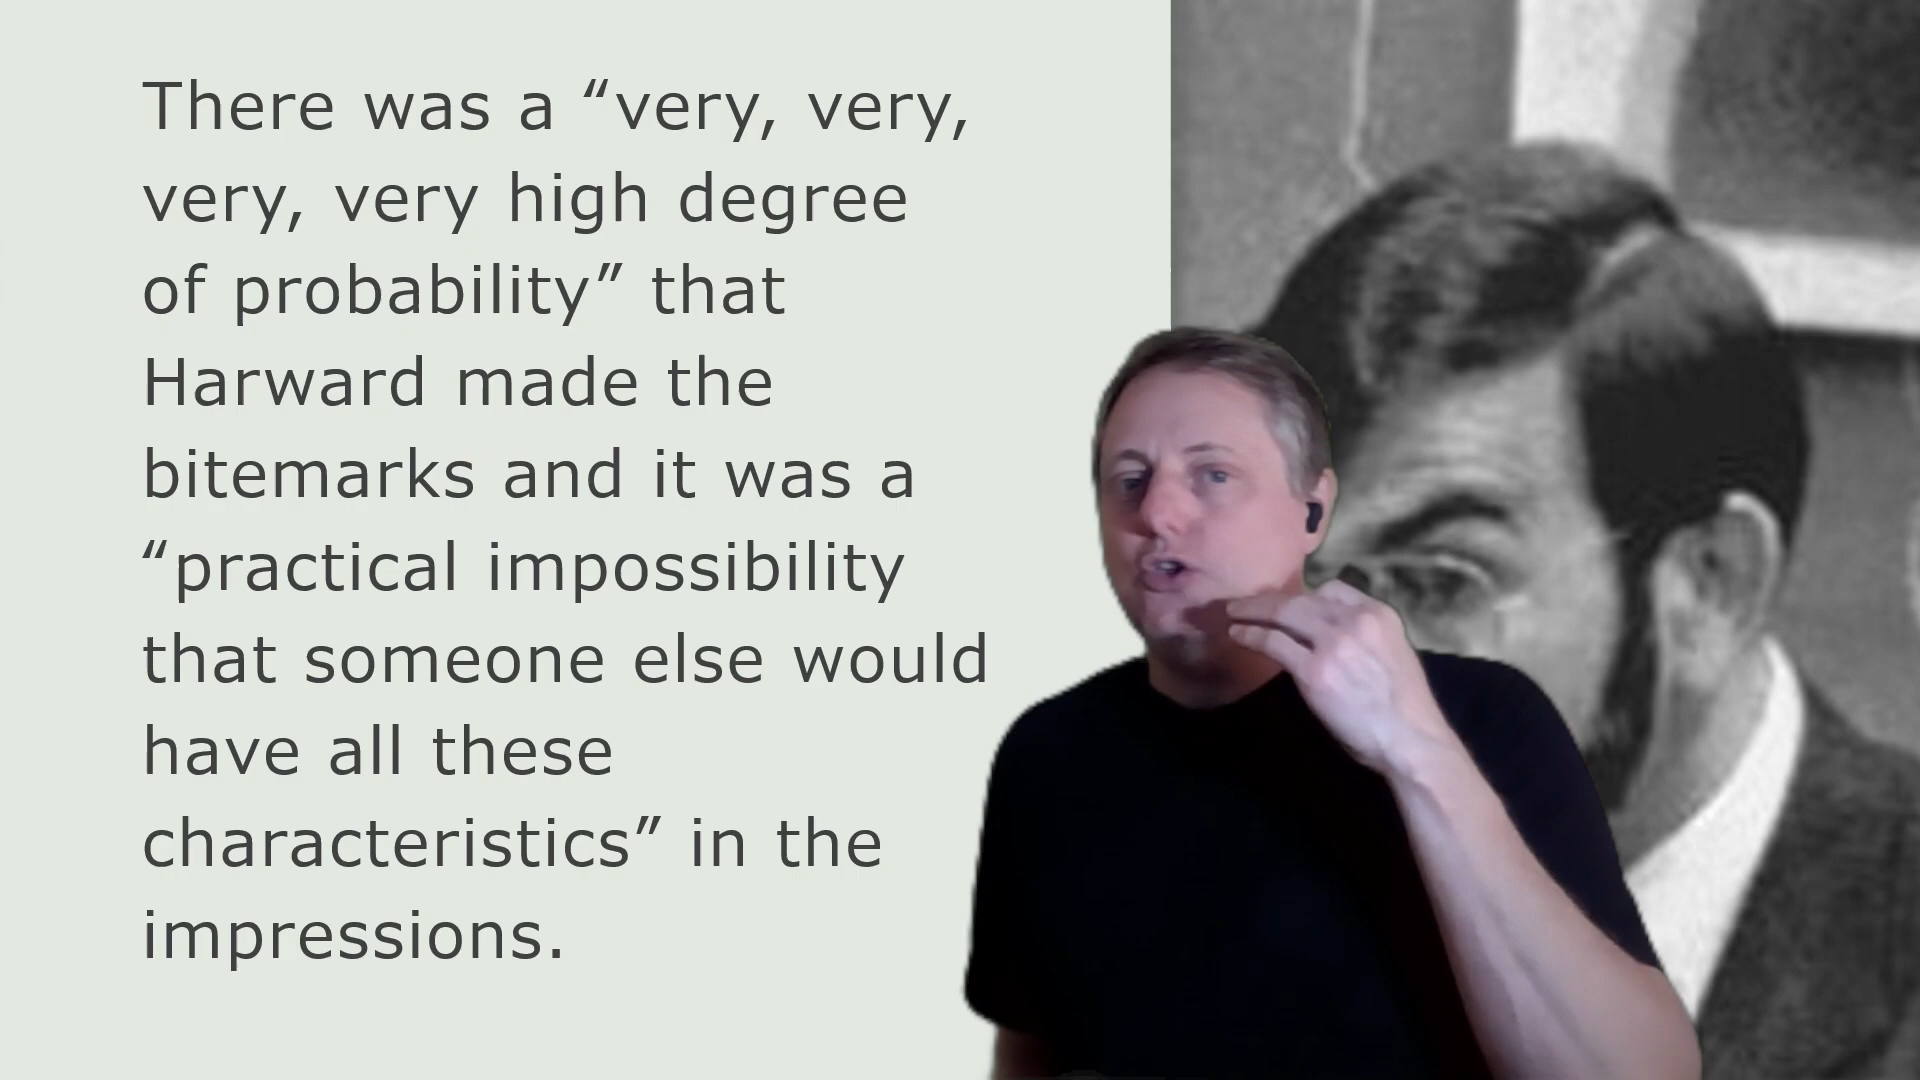 There was a “very, very,
very, very high degree
of probability” that
Harward made the
bitemarks and it was a
“practical impossibility
that someone else would
have all these
characteristics” in the
impressions.